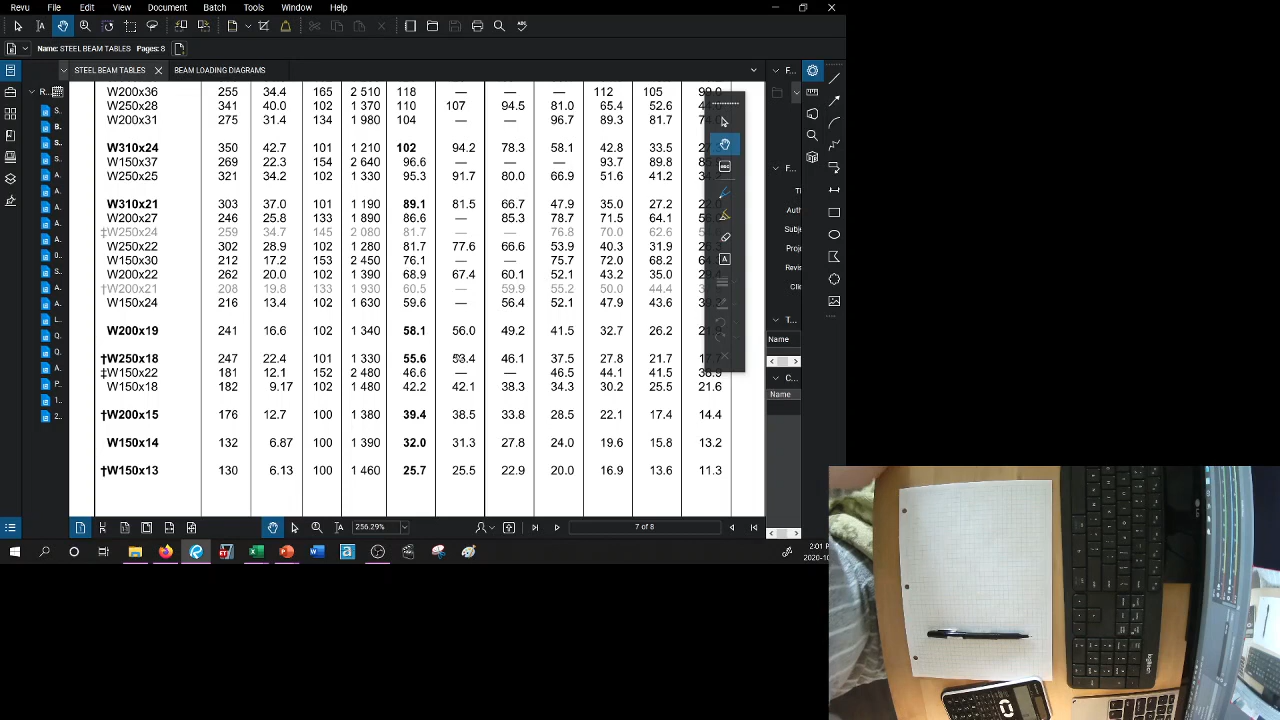 Revu File Edit View Document Batch Tools Window Help
Name: STEEL BEAM TABLES Pages: 8
STEEL BEAM TABLES BEAM LOADING DIAGRAMS
W200x36 255 34.4 165 2 510 118 — — — 112 105
W250x28 341 40.0 102 1 370 110 107 94.5 81.0 65.4 52.6
W200x31 275 31.4 134 1 980 104 — — 96.7 89.3 81.7
W310x24 350 42.7 101 1 210 102 94.2 78.3 58.1 42.8 33.5
W150x37 269 22.3 154 2 640 96.6 — — — 93.7 89.8
W250x25 321 34.2 102 1 330 95.3 91.7 80.0 66.9 51.6 41.2
W310x21 303 37.0 101 1 190 89.1 81.5 66.7 47.9 35.0 27.2
W200x27 246 25.8 133 1 890 86.6 — 85.3 78.7 71.5 64.1
‡W250x24 259 34.7 145 2 080 81.7 — — 76.8 70.0 62.6
W250x22 302 28.9 102 1 280 81.7 77.6 66.6 53.9 40.3 31.9
W150x30 212 17.2 153 2 450 76.1 — — 75.7 72.0 68.2
W200x22 262 20.0 102 1 390 68.9 67.4 60.1 52.1 43.2 35.0
†W200x21 208 19.8 133 1 930 60.5 — 59.9 55.2 50.0 44.4
W150x24 216 13.4 102 1 630 59.6 — 56.4 52.1 47.9 43.6
W200x19 241 16.6 102 1 340 58.1 56.0 49.2 41.5 32.7 26.2
†W250x18 247 22.4 101 1 330 55.6 53.4 46.1 37.5 27.8 21.7
‡W150x22 181 12.1 152 2 480 46.6 — — 46.5 44.1 41.5
W150x18 182 9.17 102 1 480 42.2 42.1 38.3 34.3 30.2 25.5 21.6
†W200x15 176 12.7 100 1 380 39.4 38.5 33.8 28.5 22.1 17.4 14.4
W150x14 132 6.87 100 1 390 32.0 31.3 27.8 24.0 19.6 15.8 13.2
†W150x13 130 6.13 100 1 460 25.7 25.5 22.9 20.0 16.9 13.6 11.3
Name
Name
256.29% 7 of 8
2:01